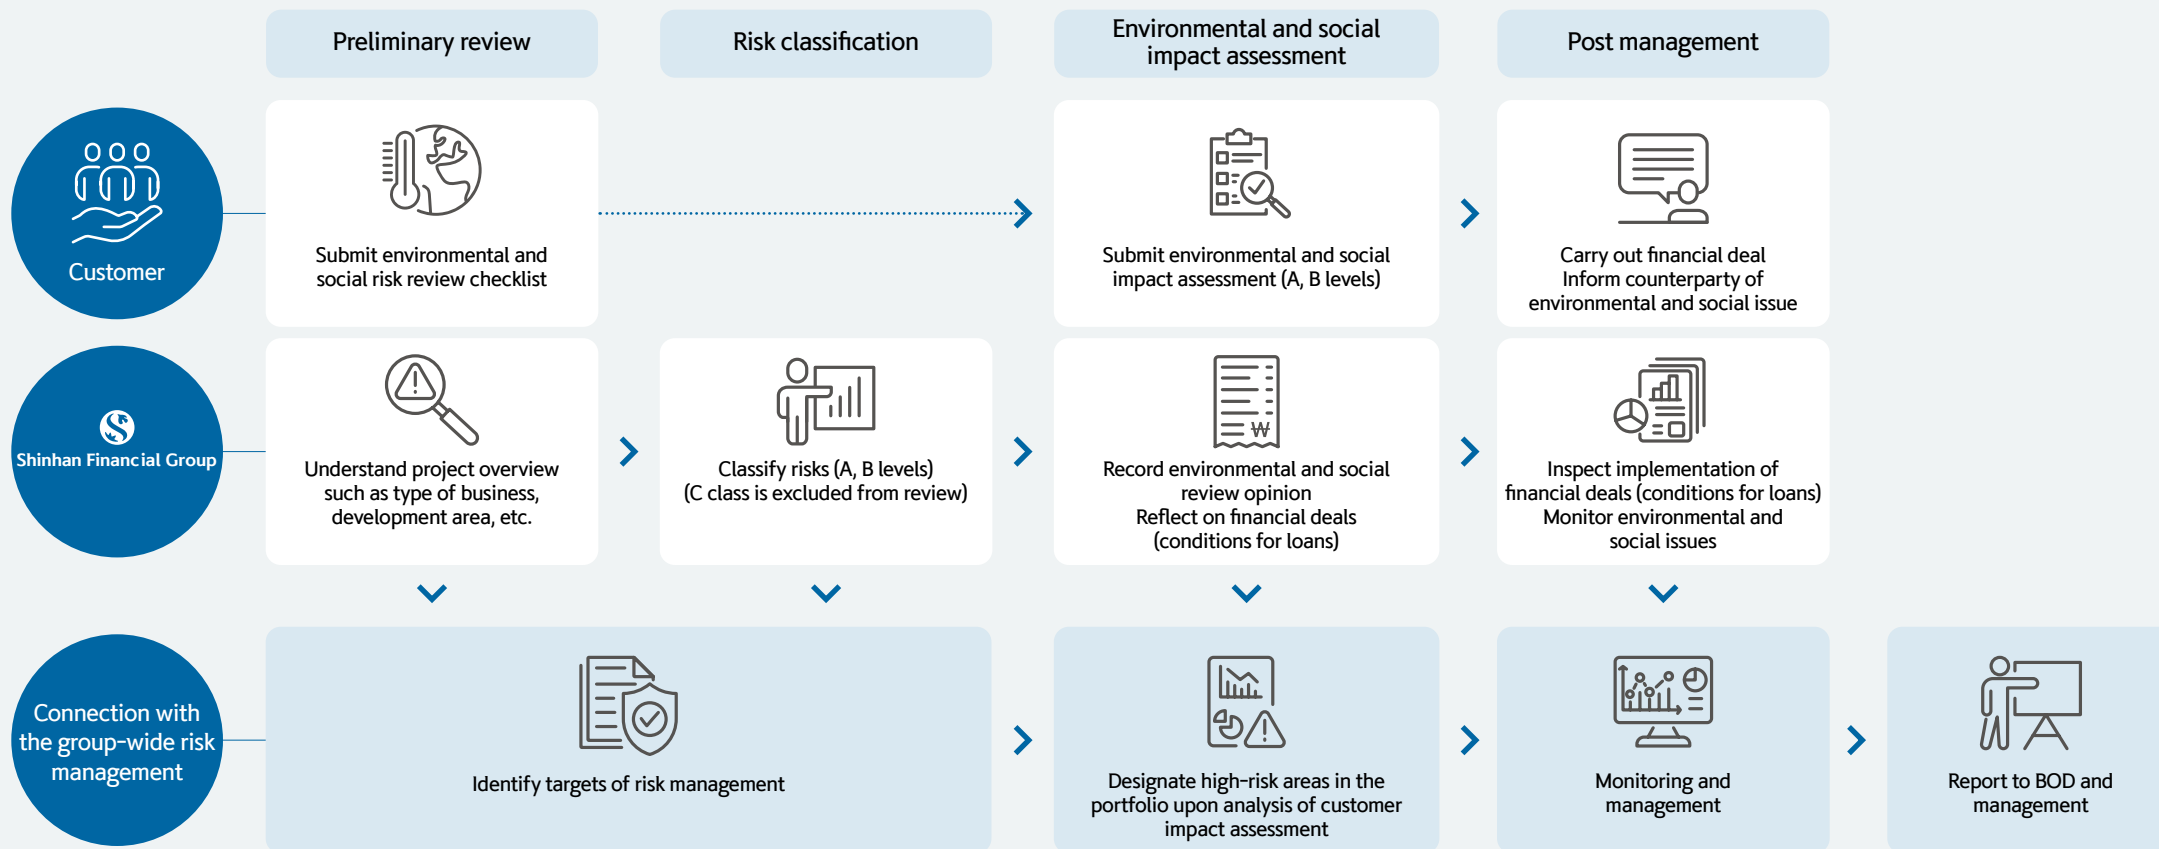 Preliminary review
Risk classification
Environmental and social
impact assessment
Post management
Customer
Submit environmental and
social risk review checklist
Submit environmental and social
impact assessment (A, B levels)
Carry out financial deal
Inform counterparty of
environmental and social issue
Shinhan Financial Group
Understand project overview
such as type of business,
development area, etc.
Classify risks (A, B levels)
(C class is excluded from review)
₩
Record environmental and social
review opinion
Reflect on financial deals
(conditions for loans)
Inspect implementation of
financial deals (conditions for loans)
Monitor environmental and
social issues
Connection with
the group-wide risk
management
Identify targets of risk management
Designate high-risk areas in the
portfolio upon analysis of customer
impact assessment
Monitoring and
management
Report to BOD and
management